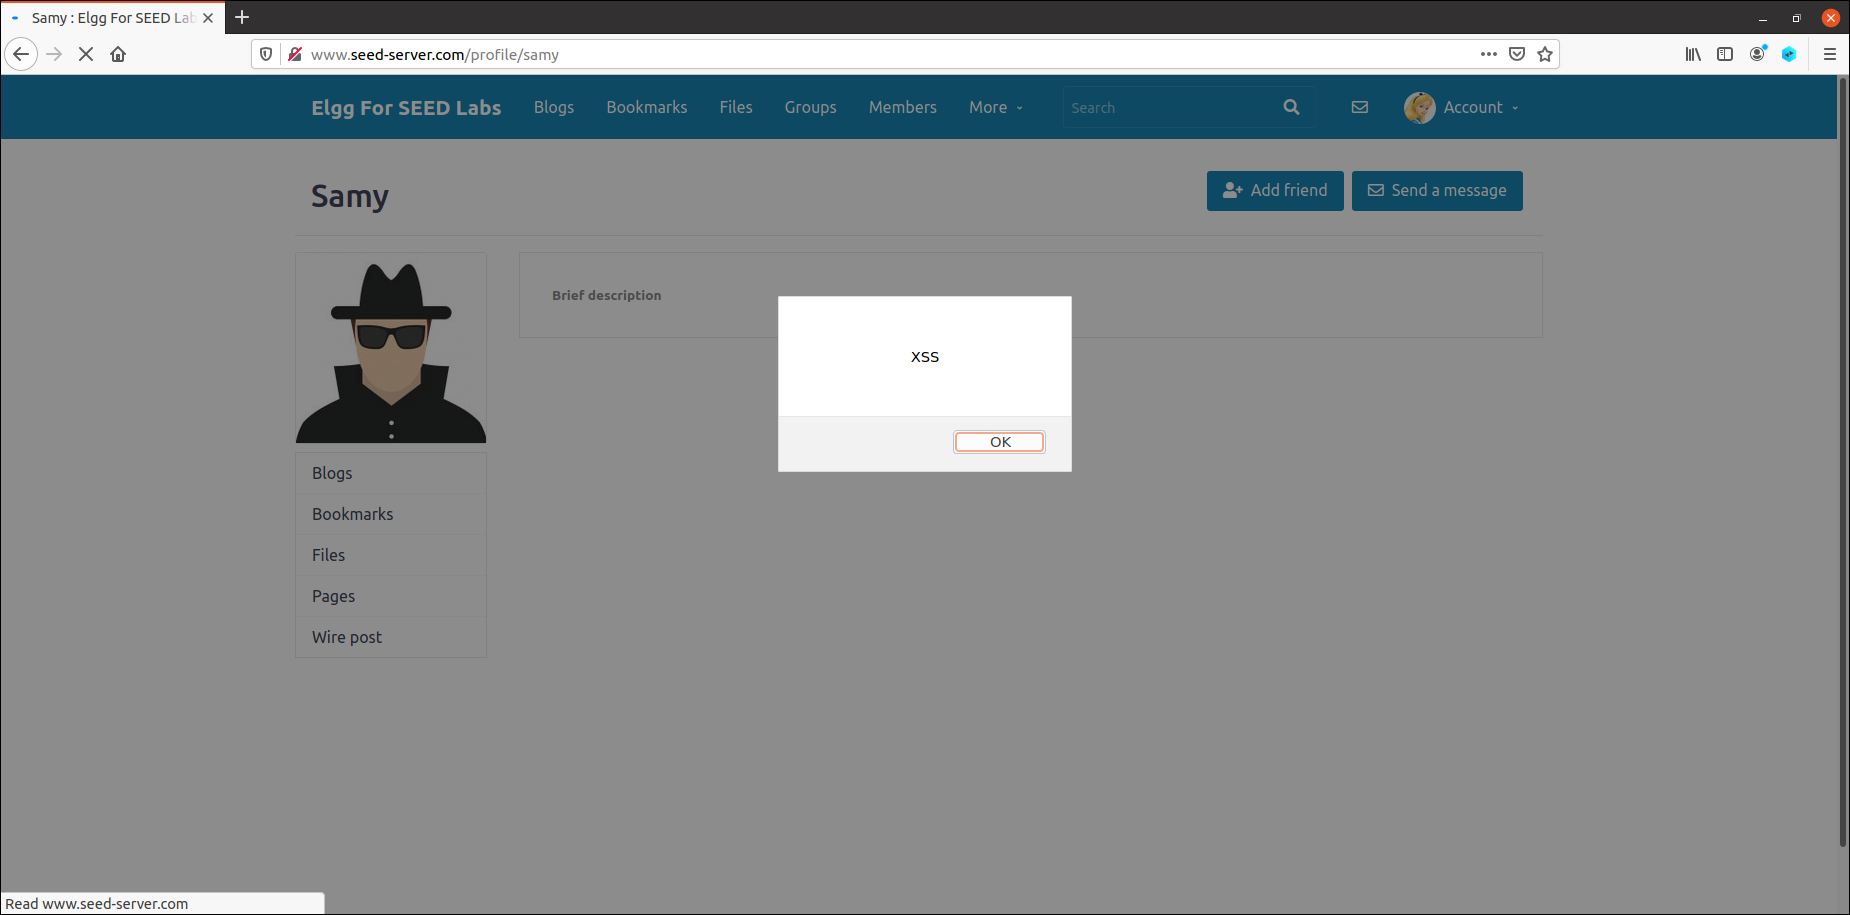 Samy : Elgg For SEED Lab
www.seed-server.com/profile/samy
Elgg For SEED Labs Blogs Bookmarks Files Groups Members More Search Account
Samy
Add friend Send a message
Brief description
XSS
OK
Blogs
Bookmarks
Files
Pages
Wire post
Read www.seed-server.com